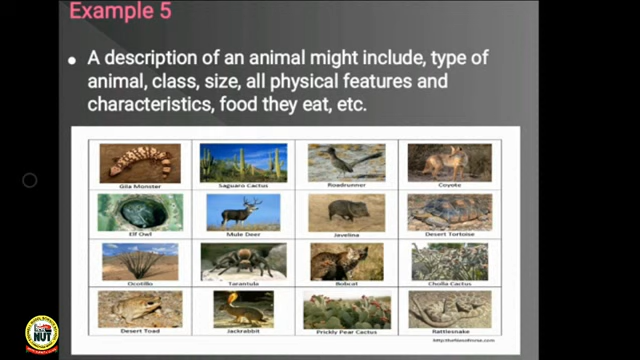 Example 5
• A description of an animal might include, type of
animal, class, size, all physical features and
characteristics, food they eat, etc.
Gila Monster
Saguaro Cactus
Roadrunner
Coyote
Elf Owl
Mule Deer
Javelina
Desert Tortoise
Ocotillo
Tarantula
Bobcat
Cholla Cactus
Desert Toad
Jackrabbit
Prickly Pear Cactus
Rattlesnake
NUT